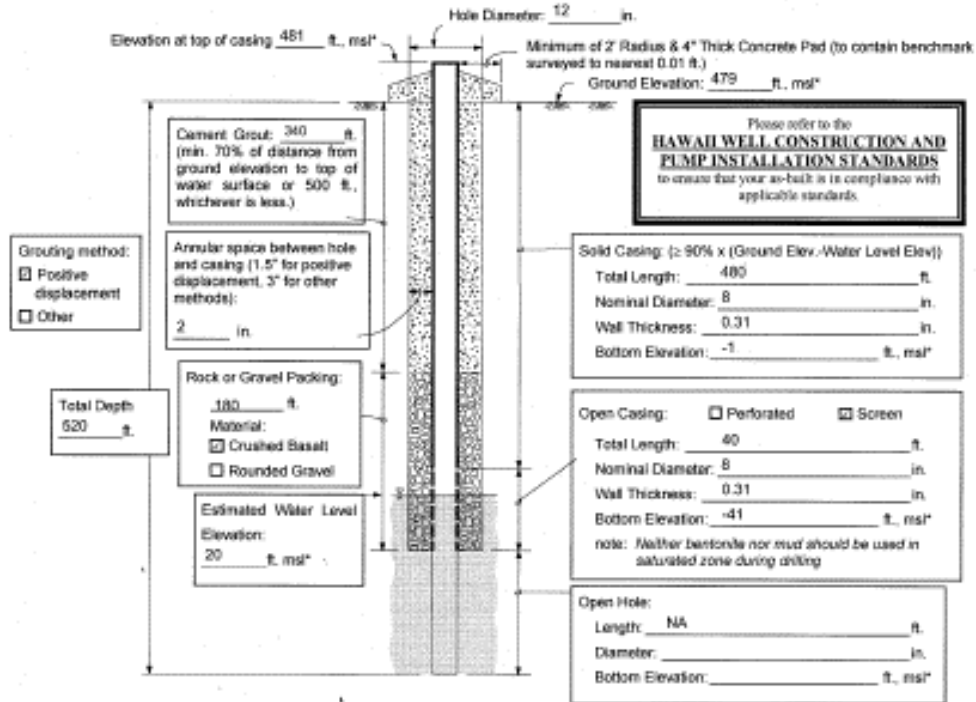 Hole Diameter: 12 in.
Elevation at top of casing 481 ft., msl*
Minimum of 2' Radius & 4" Thick Concrete Pad (to contain benchmark
surveyed to nearest 0.01 ft.)
Ground Elevation: 479 ft., msl*
Please refer to the
HAWAII WELL CONSTRUCTION AND
PUMP INSTALLATION STANDARDS
to ensure that your as-built is in compliance with
applicable standards.
Cement Grout: 340 ft.
(min. 70% of distance from
ground elevation to top of
water surface or 500 ft.,
whichever is less.)
Grouting method:
Positive
displacement
Other
Annular space between hole
and casing (1.5" for positive
displacement, 3" for other
methods):
2 in.
Solid Casing: (≥ 90% x (Ground Elev.-Water Level Elev))
Total Length: 480 ft.
Nominal Diameter: 8 in.
Wall Thickness: 0.31 in.
Bottom Elevation: -1 ft., msl*
Rock or Gravel Packing:
180 ft.
Material:
Crushed Basalt
Rounded Gravel
Total Depth
520 ft.
Open Casing: Perforated Screen
Total Length: 40 ft.
Nominal Diameter: 8 in.
Wall Thickness: 0.31 in.
Bottom Elevation: -41 ft., msl*
note: Neither bentonite nor mud should be used in
saturated zone during drilling
Estimated Water Level
Elevation:
20 ft. msl*
Open Hole:
Length: NA ft.
Diameter: in.
Bottom Elevation: ft., msl*